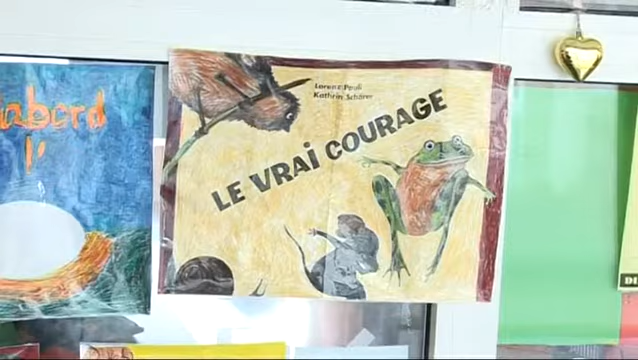 Lorenz Pauli
Kathrin Schärer
LE VRAI COURAGE
d'abord
l'